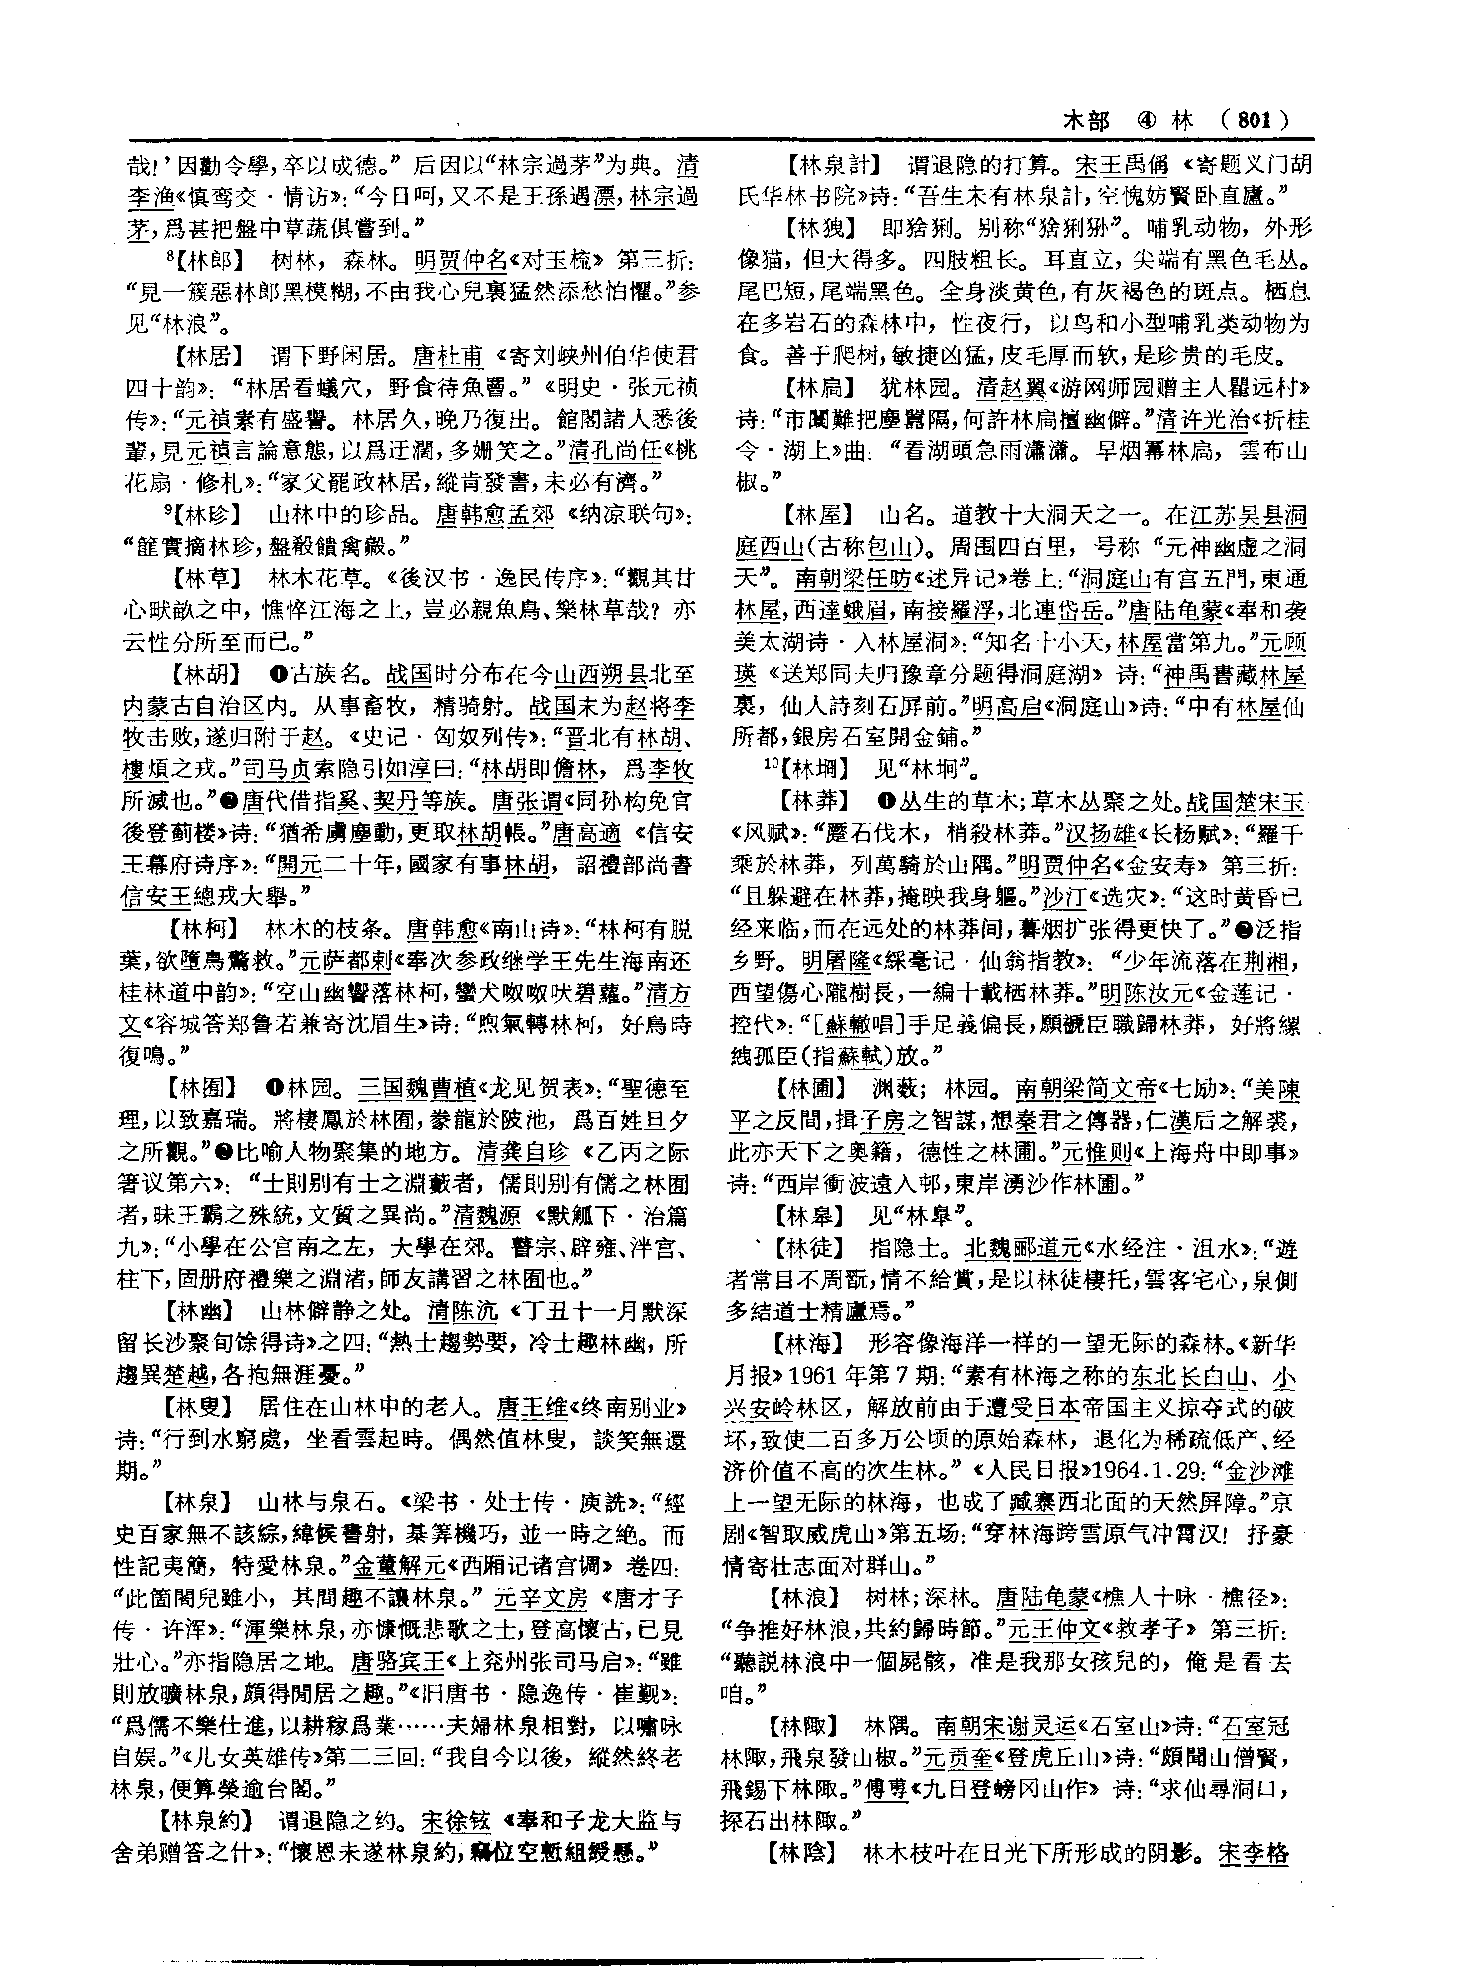 木部 ④ 林 （801）
哉！’因勸令學，卒以成德。” 后因以“林宗過茅”为典。清
李渔《慎鸾交·情访》：“今日呵，又不是王孫遇漂，林宗過
茅，爲甚把盤中草蔬俱嘗到。”
⁸【林郎】 树林，森林。明贾仲名《对玉梳》第三折：
“見一簇惡林郎黑模糊，不由我心兒裏猛然添愁怕懼。”参
见“林浪”。
【林居】 谓下野闲居。唐杜甫《寄刘峡州伯华使君
四十韵》：“林居看蟻穴，野食待魚罶。”《明史·张元祯
传》：“元禎素有盛譽。林居久，晚乃復出。館閣諸人悉後
輩，見元禎言論意態，以爲迂濶，多姍笑之。”清孔尚任《桃
花扇·修札》：“家父罷政林居，縱肯發書，未必有濟。”
⁹【林珍】 山林中的珍品。唐韩愈孟郊《纳凉联句》：
“篚實摘林珍，盤殽饋禽鷇。”
【林草】 林木花草。《後汉书·逸民传序》：“觀其甘
心畎畝之中，憔悴江海之上，豈必親魚鳥、樂林草哉？亦
云性分所至而已。”
【林胡】 ❶古族名。战国时分布在今山西朔县北至
内蒙古自治区内。从事畜牧，精骑射。战国末为赵将李
牧击败，遂归附于赵。《史记·匈奴列传》：“晋北有林胡、
樓煩之戎。”司马贞索隐引如淳曰：“林胡即儋林，爲李牧
所滅也。”❷唐代借指奚、契丹等族。唐张谓《同孙构免官
後登蓟楼》诗：“猶希虜塵動，更取林胡帳。”唐高適《信安
王幕府诗序》：“開元二十年，國家有事林胡，詔禮部尚書
信安王總戎大舉。”
【林柯】 林木的枝条。唐韩愈《南山诗》：“林柯有脱
葉，欲墮鳥驚救。”元萨都剌《奉次参政继学王先生海南还
桂林道中韵》：“空山幽響落林柯，蠻犬呶呶吠碧蘿。”清方
文《容城答郑鲁若兼寄沈眉生》诗：“煦氣轉林柯，好鳥時
復鳴。”
【林囿】 ❶林园。三国魏曹植《龙见贺表》：“聖德至
理，以致嘉瑞。將棲鳳於林囿，豢龍於陂池，爲百姓旦夕
之所觀。”❷比喻人物聚集的地方。清龚自珍《乙丙之际
箸议第六》：“士則别有士之淵藪者，儒則别有儒之林囿
者，昧王霸之殊統，文質之異尚。”清魏源《默觚下·治篇
九》：“小學在公宫南之左，大學在郊。瞽宗、辟雍、泮宫、
柱下，固册府禮樂之淵渚，師友講習之林囿也。”
【林幽】 山林僻静之处。清陈沆《丁丑十一月默深
留长沙聚旬馀得诗》之四：“熱士趨勢要，冷士趣林幽，所
趨異楚越，各抱無涯憂。”
【林叟】 居住在山林中的老人。唐王维《终南别业》
诗：“行到水窮處，坐看雲起時。偶然值林叟，談笑無還
期。”
【林泉】 山林与泉石。《梁书·处士传·庾詵》：“經
史百家無不該綜，緯候書射，棊筭機巧，並一時之絶。而
性記夷簡，特愛林泉。”金董解元《西厢记诸宫调》卷四：
“此箇閣兒雖小，其間趣不讓林泉。” 元辛文房《唐才子
传·许浑》：“渾樂林泉，亦慷慨悲歌之士，登高懷古，已見
壯心。”亦指隐居之地。唐骆宾王《上兖州张司马启》：“雖
則放曠林泉，頗得閒居之趣。”《旧唐书·隐逸传·崔觐》：
“爲儒不樂仕進，以耕稼爲業……夫婦林泉相對，以嘯咏
自娱。”《儿女英雄传》第二三回：“我自今以後，縱然終老
林泉，便算榮逾台閣。”
【林泉約】 谓退隐之约。宋徐铉《奉和子龙大监与
舍弟赠答之什》：“懷恩未遂林泉約，竊位空慙組綬懸。”
【林泉計】 谓退隐的打算。宋王禹偁《寄题义门胡
氏华林书院》诗：“吾生未有林泉計，空愧妨賢卧直廬。”
【林㹭】 即猞猁。别称“猞猁狲”。哺乳动物，外形
像猫，但大得多。四肢粗长。耳直立，尖端有黑色毛丛。
尾巴短，尾端黑色。全身淡黄色，有灰褐色的斑点。栖息
在多岩石的森林中，性夜行，以鸟和小型哺乳类动物为
食。善于爬树，敏捷凶猛，皮毛厚而软，是珍贵的毛皮。
【林扃】 犹林园。清赵翼《游网师园赠主人瞿远村》
诗：“市闤難把塵囂隔，何許林扃擅幽僻。”清许光治《折桂
令·湖上》曲：“看湖頭急雨瀟瀟。早烟冪林扃，雲布山
椒。”
【林屋】 山名。道教十大洞天之一。在江苏吴县洞
庭西山（古称包山）。周围四百里，号称“元神幽虚之洞
天”。南朝梁任昉《述异记》卷上：“洞庭山有宫五門，東通
林屋，西達蛾眉，南接羅浮，北連岱岳。”唐陆龟蒙《奉和袭
美太湖诗·入林屋洞》：“知名十小天，林屋當第九。”元顾
瑛《送郑同夫归豫章分题得洞庭湖》诗：“神禹書藏林屋
裏，仙人詩刻石屏前。”明高启《洞庭山》诗：“中有林屋仙
所都，銀房石室開金鋪。”
¹⁰【林埛】 见“林坰”。
【林莽】 ❶丛生的草木；草木丛聚之处。战国楚宋玉
《风赋》：“蹷石伐木，梢殺林莽。”汉扬雄《长杨赋》：“羅千
乘於林莽，列萬騎於山隅。”明贾仲名《金安寿》第三折：
“且躲避在林莽，掩映我身軀。”沙汀《选灾》：“这时黄昏已
经来临，而在远处的林莽间，暮烟扩张得更快了。”❷泛指
乡野。明屠隆《綵毫记·仙翁指教》：“少年流落在荆湘，
西望傷心隴樹長，一編十載栖林莽。”明陈汝元《金莲记·
控代》：“［蘇轍唱］手足義偏長，願褫臣職歸林莽，好將縲
絏孤臣（指蘇軾）放。”
【林圃】 渊薮；林园。南朝梁简文帝《七励》：“美陳
平之反間，揖子房之智謀，想秦君之傳器，仁漢后之解裘，
此亦天下之奥籍，德性之林圃。”元惟则《上海舟中即事》
诗：“西岸衝波遠入邨，東岸湧沙作林圃。”
【林皋】 见“林皐”。
【林徒】 指隐士。北魏郦道元《水经注·沮水》：“遊
者常目不周翫，情不給賞，是以林徒棲托，雲客宅心，泉側
多結道士精廬焉。”
【林海】 形容像海洋一样的一望无际的森林。《新华
月报》1961年第7期：“素有林海之称的东北长白山、小
兴安岭林区，解放前由于遭受日本帝国主义掠夺式的破
坏，致使二百多万公顷的原始森林，退化为稀疏低产、经
济价值不高的次生林。”《人民日报》1964.1.29：“金沙滩
上一望无际的林海，也成了臧寨西北面的天然屏障。”京
剧《智取威虎山》第五场：“穿林海跨雪原气冲霄汉！抒豪
情寄壮志面对群山。”
【林浪】 树林；深林。唐陆龟蒙《樵人十咏·樵径》：
“争推好林浪，共約歸時節。”元王仲文《救孝子》第三折：
“聽説林浪中一個屍骸，准是我那女孩兒的，俺是看去
咱。”
【林陬】 林隅。南朝宋谢灵运《石室山》诗：“石室冠
林陬，飛泉發山椒。”元贡奎《登虎丘山》诗：“頗聞山僧賢，
飛錫下林陬。”傅尃《九日登螃冈山作》诗：“求仙尋洞口，
探石出林陬。”
【林陰】 林木枝叶在日光下所形成的阴影。宋李格